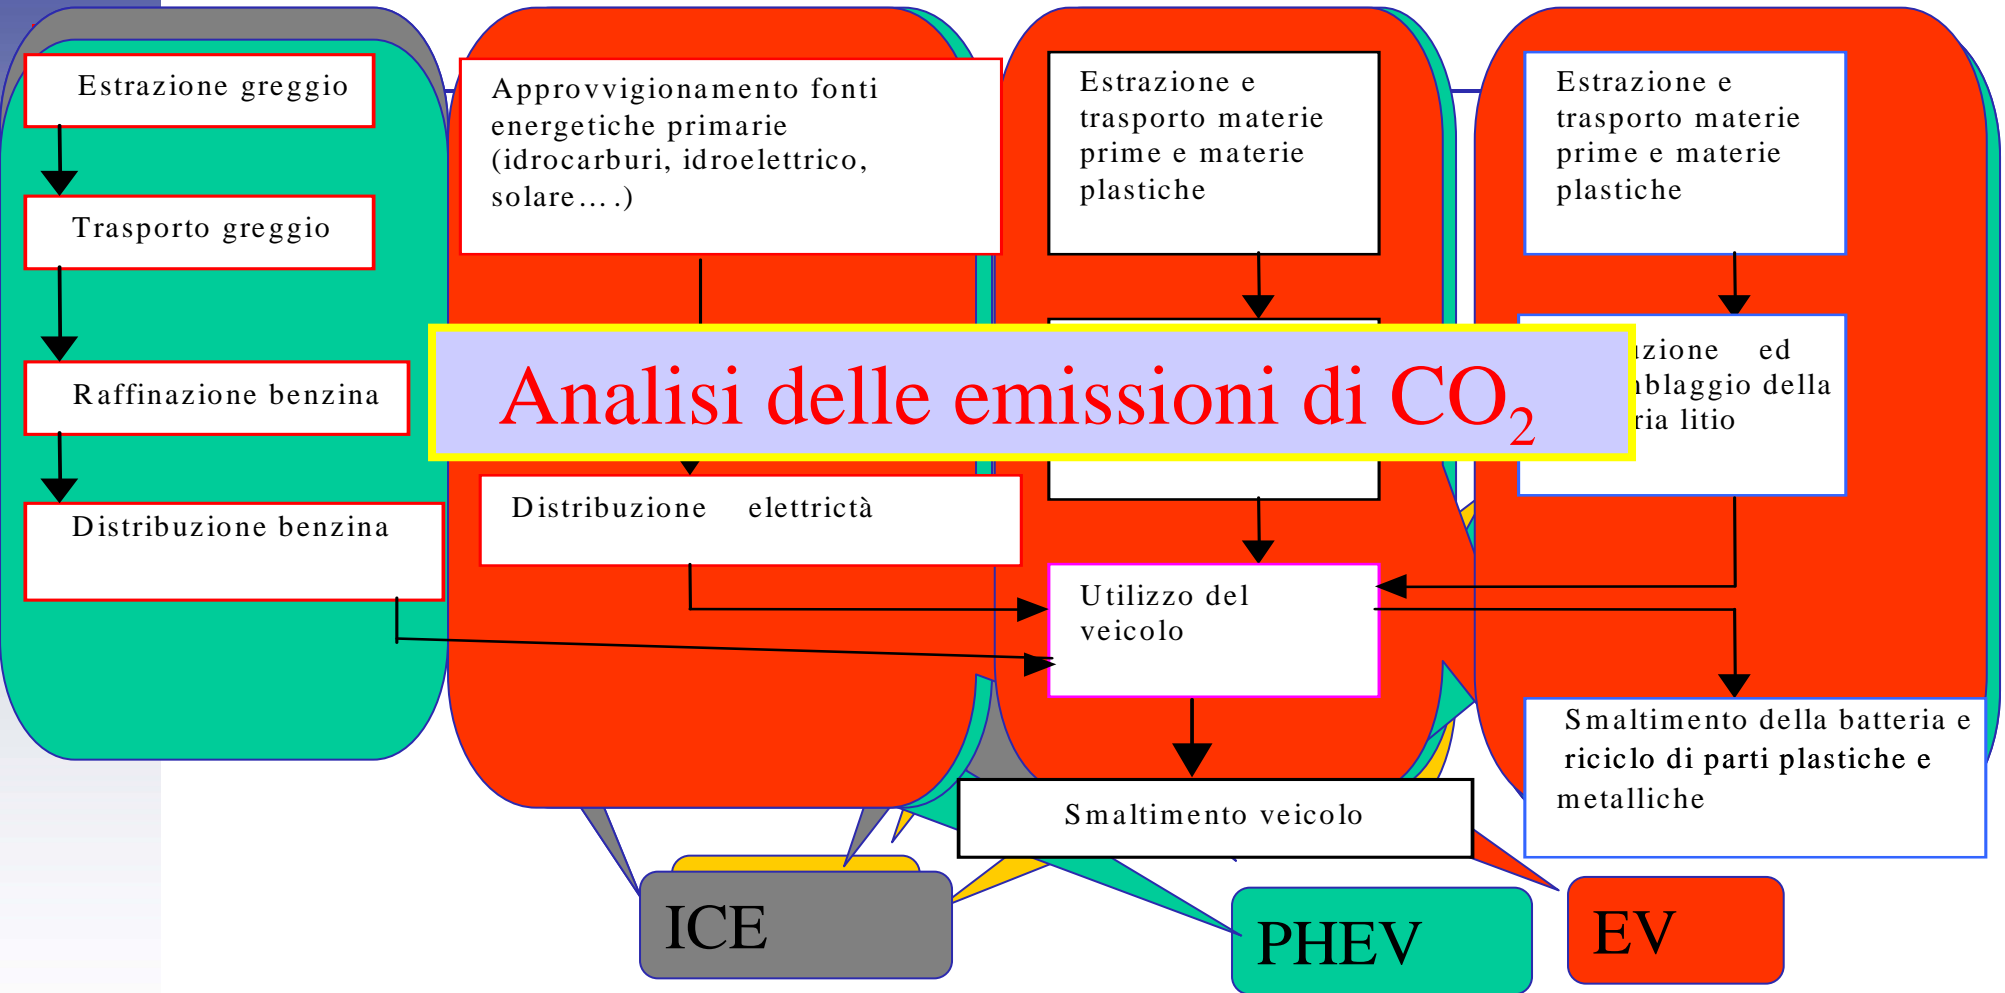 Estrazione greggio
Trasporto greggio
Raffinazione benzina
Distribuzione benzina
Approvvigionamento fonti
energetiche primarie
(idrocarburi, idroelettrico,
solare….)
Distribuzione elettrictà
Estrazione e
trasporto materie
prime e materie
plastiche
Utilizzo del
veicolo
Smaltimento veicolo
Estrazione e
trasporto materie
prime e materie
plastiche
ed
della
litio
Smaltimento della batteria e
riciclo di parti plastiche e
metalliche
Analisi delle emissioni di CO₂
ICE
PHEV
EV